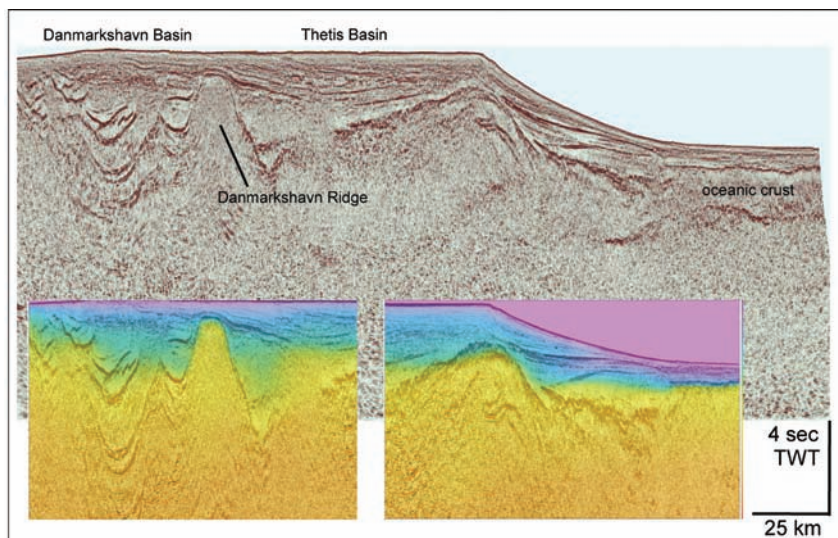 Danmarkshavn Basin
Thetis Basin
Danmarkshavn Ridge
oceanic crust
4 sec
TWT
25 km